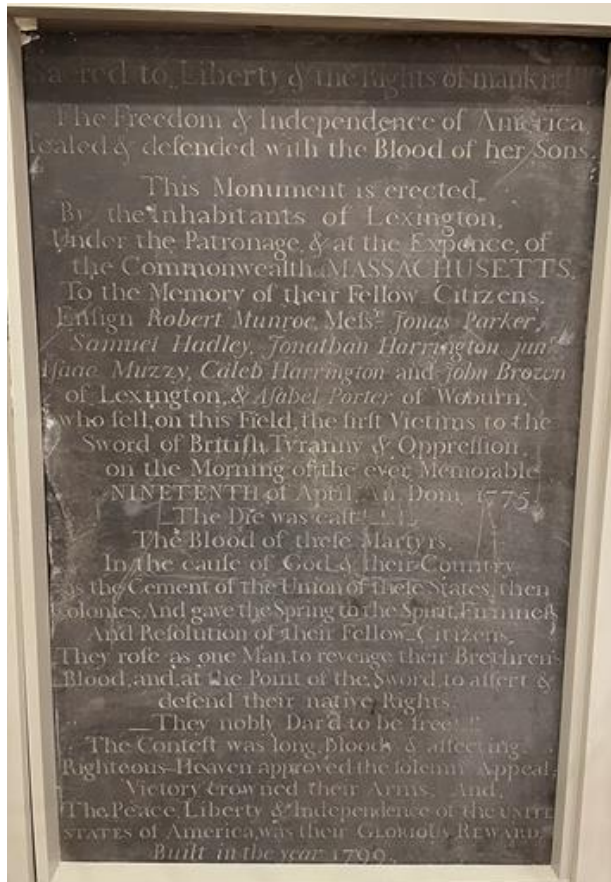 Sacred to Liberty & the Rights of mankind!!!
The Freedom & Independence of America,
sealed & defended with the Blood of her Sons.
This Monument is erected
By the Inhabitants of Lexington,
Under the Patronage, & at the Expence, of
the Commonwealth of MASSACHUSETTS,
To the Memory of their Fellow_Citizens,
Enſign Robert Munroe, Meſsrs. Jonas Parker,
Samuel Hadley, Jonathan Harrington junr.
Iſaac Muzzy, Caleb Harrington and John Brown
of Lexington, & Aſahel Porter of Woburn,
who fell on this Field, the firſt Victims to the
Sword of Britiſh Tyranny & Oppreſſion,
on the Morning of the ever Memorable
NINETENTH of April, An. Dom. 1775.
_The Die was caſt!!!
The Blood of theſe Martyrs,
In the cauſe of God & their Country,
was the Cement of the Union of theſe States, then
Colonies; And gave the Spring to the Spirit, Firmneſs
And Reſolution of their Fellow_Citizens.
They roſe as one Man, to revenge their Brethren's
Blood, and at the Point of the Sword, to aſſert &
defend their native Rights.
_They nobly Dar'd to be free!!
The Conteſt was long, Bloody & affecting.
Righteous Heaven approved the ſolemn Appeal;
Victory crowned their Arms; And,
The Peace, Liberty & Independence of the UNITED
STATES of America, was their GLORIOUS REWARD.
Built in the year 1799.